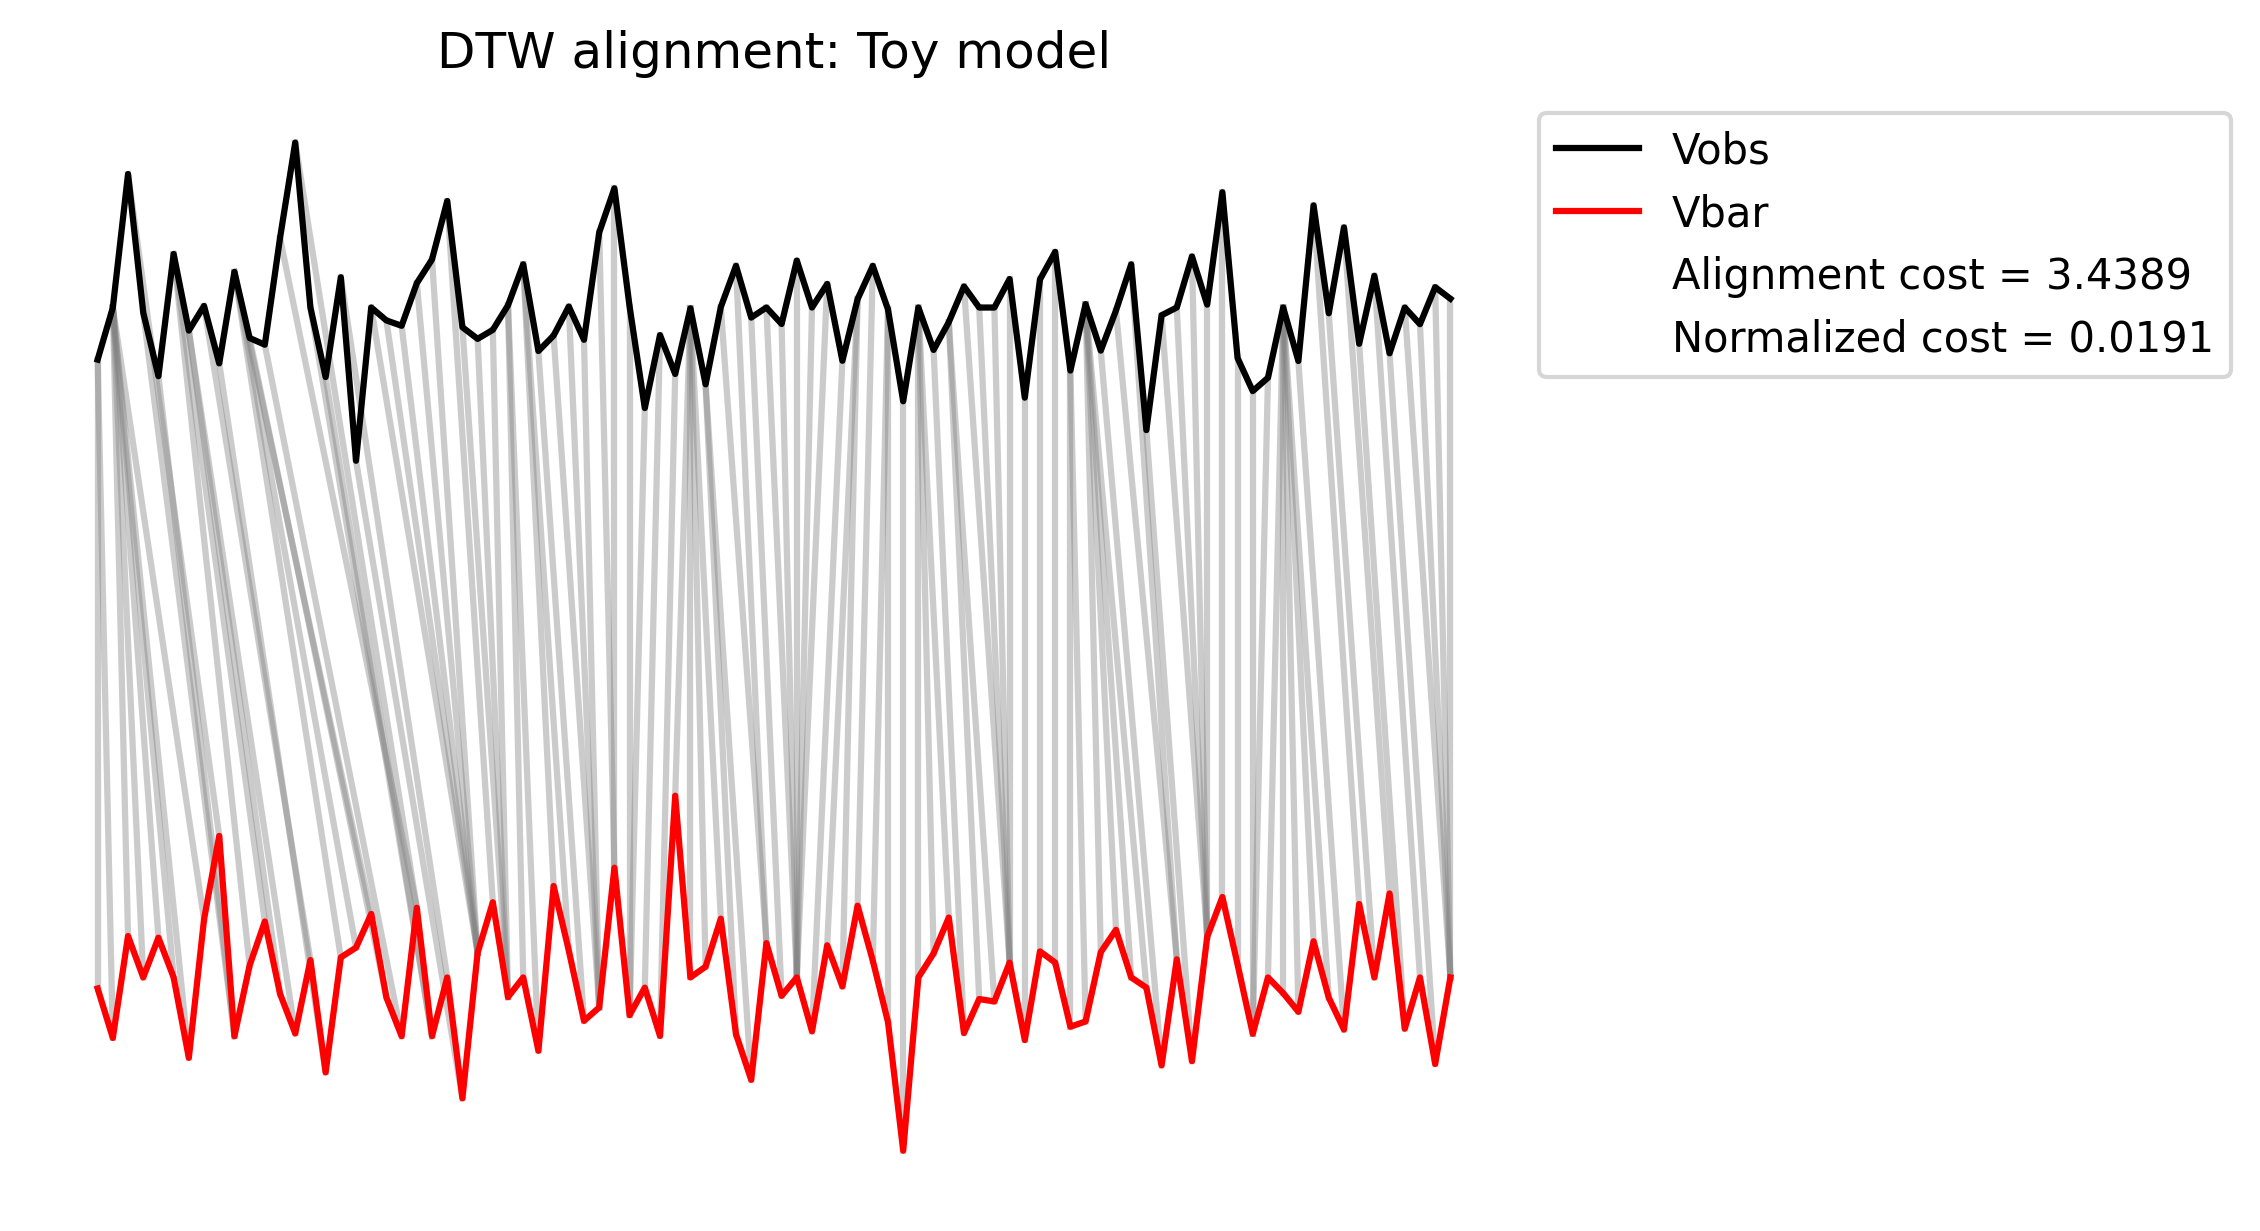 DTW alignment: Toy model
Vobs
Vbar
Alignment cost = 3.4389
Normalized cost = 0.0191